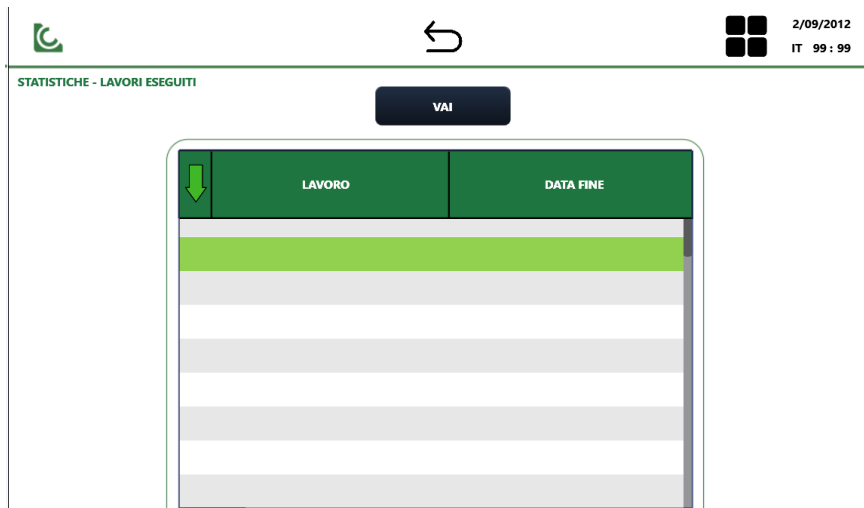 2/09/2012
IT 99 : 99
STATISTICHE - LAVORI ESEGUITI
VAI
LAVORO DATA FINE